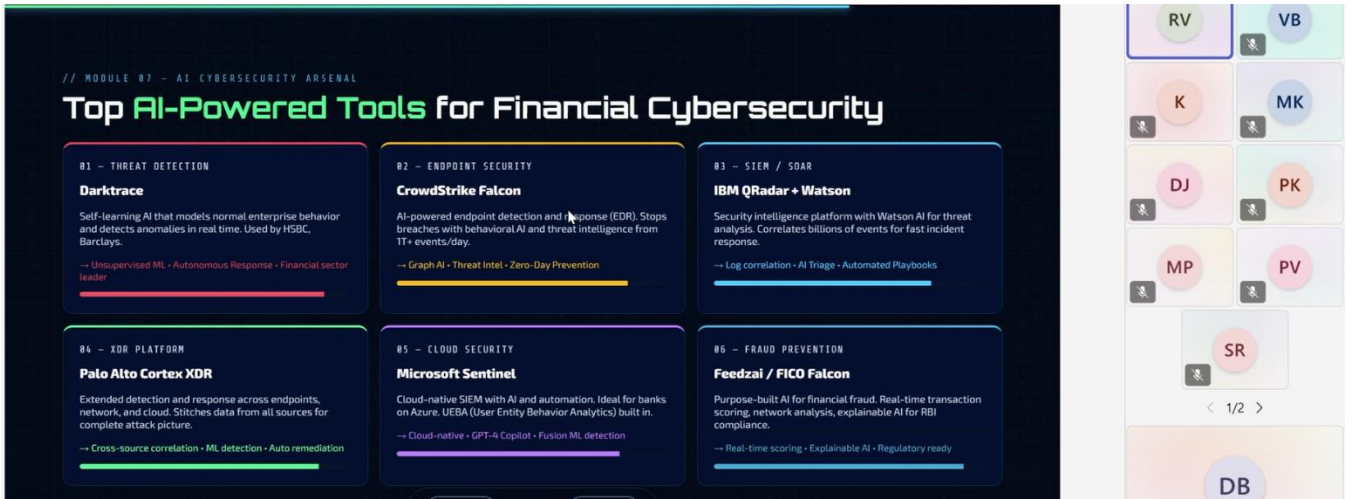 // MODULE 07 — AI CYBERSECURITY ARSENAL
Top AI-Powered Tools for Financial Cybersecurity
01 — THREAT DETECTION
Darktrace
Self-learning AI that models normal enterprise behavior
and detects anomalies in real time. Used by HSBC,
Barclays.
→ Unsupervised ML • Autonomous Response • Financial sector
leader
02 — ENDPOINT SECURITY
CrowdStrike Falcon
AI-powered endpoint detection and response (EDR). Stops
breaches with behavioral AI and threat intelligence from
1T+ events/day.
→ Graph AI • Threat Intel • Zero-Day Prevention
03 — SIEM / SOAR
IBM QRadar + Watson
Security intelligence platform with Watson AI for threat
analysis. Correlates billions of events for fast incident
response.
→ Log correlation • AI Triage • Automated Playbooks
04 — XDR PLATFORM
Palo Alto Cortex XDR
Extended detection and response across endpoints,
network, and cloud. Stitches data from all sources for
complete attack picture.
→ Cross-source correlation • ML detection • Auto remediation
05 — CLOUD SECURITY
Microsoft Sentinel
Cloud-native SIEM with AI and automation. Ideal for banks
on Azure. UEBA (User Entity Behavior Analytics) built in.
→ Cloud-native • GPT-4 Copilot • Fusion ML detection
06 — FRAUD PREVENTION
Feedzai / FICO Falcon
Purpose-built AI for financial fraud. Real-time transaction
scoring, network analysis, explainable AI for RBI
compliance.
→ Real-time scoring • Explainable AI • Regulatory ready
RV
VB
K
MK
DJ
PK
MP
PV
SR
< 1/2 >
DB